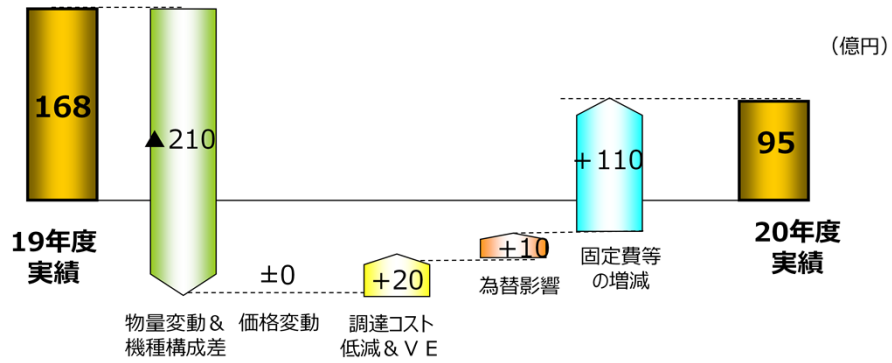 （億円）
168
▲210
＋110
95
±0
+20
+10
19年度
実績
物量変動＆
機種構成差
価格変動
調達コスト
低減＆ＶＥ
為替影響
固定費等
の増減
20年度
実績